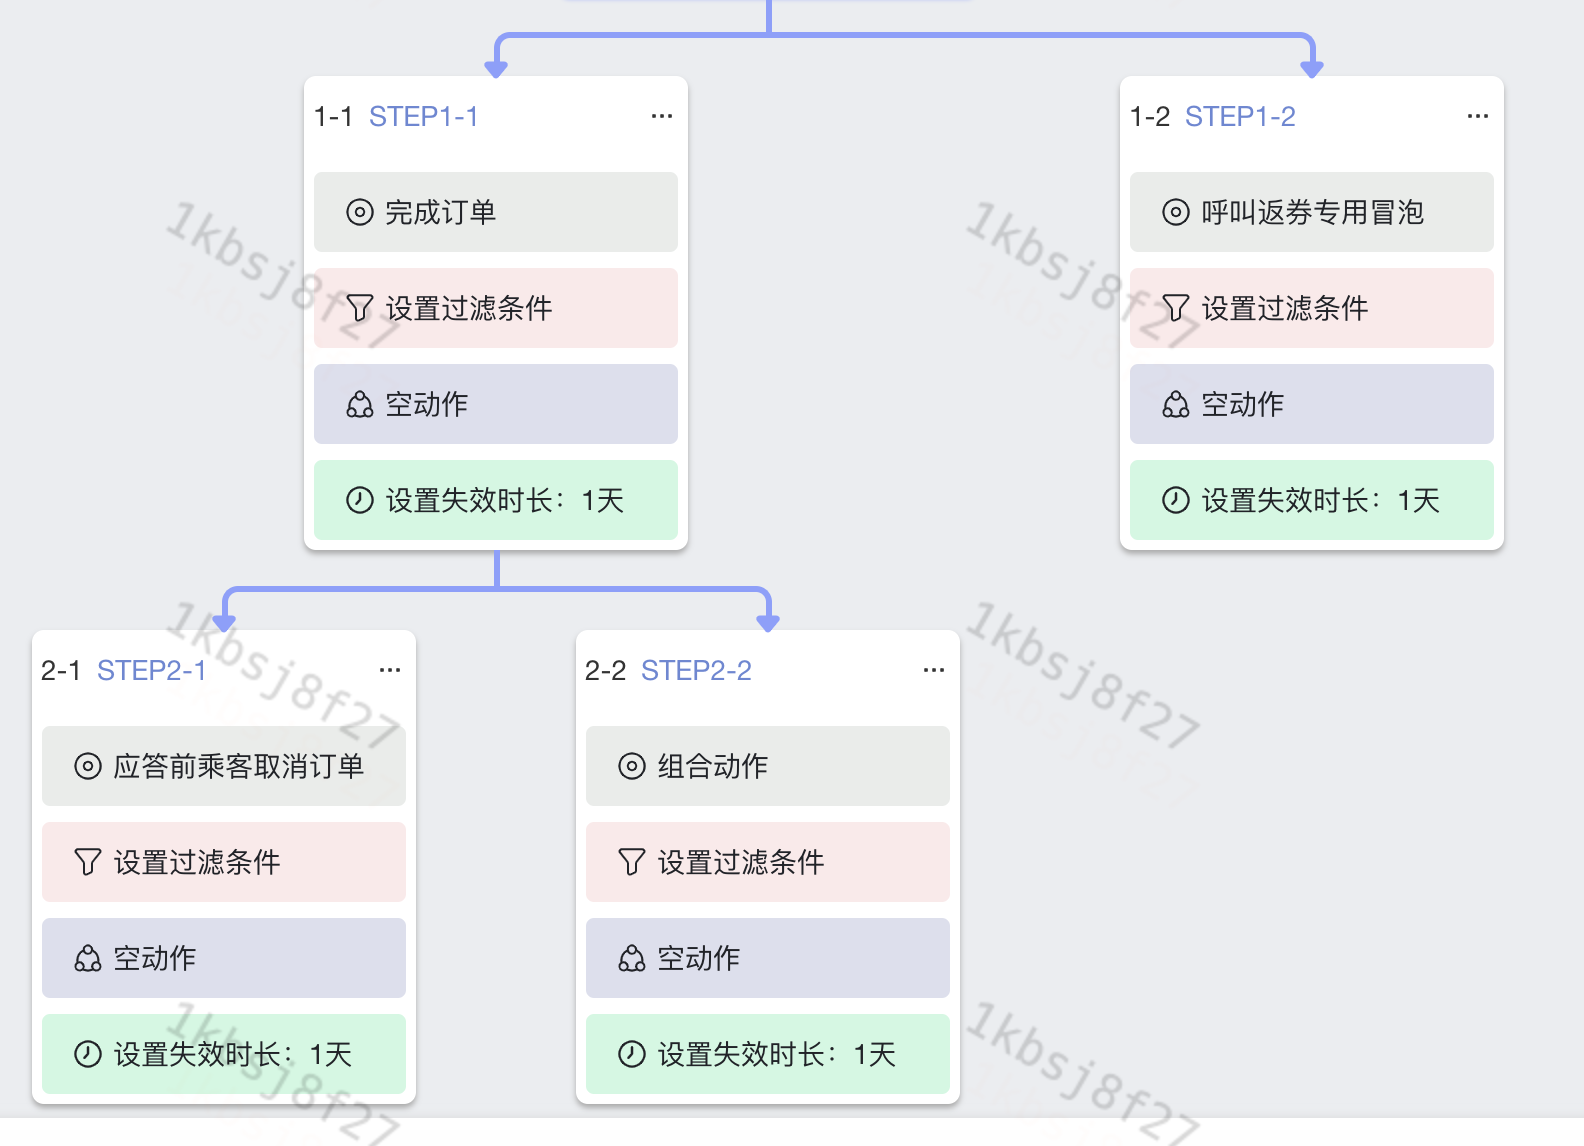 1-1 STEP1-1 ...
完成订单
设置过滤条件
空动作
设置失效时长：1天
1-2 STEP1-2 ...
呼叫返券专用冒泡
设置过滤条件
空动作
设置失效时长：1天
2-1 STEP2-1 ...
应答前乘客取消订单
设置过滤条件
空动作
设置失效时长：1天
2-2 STEP2-2 ...
组合动作
设置过滤条件
空动作
设置失效时长：1天
1kbsj8f27
1kbsj8f27
1kbsj8f27
1kbsj8f27
1kbsj8f27
1kbsj8f27